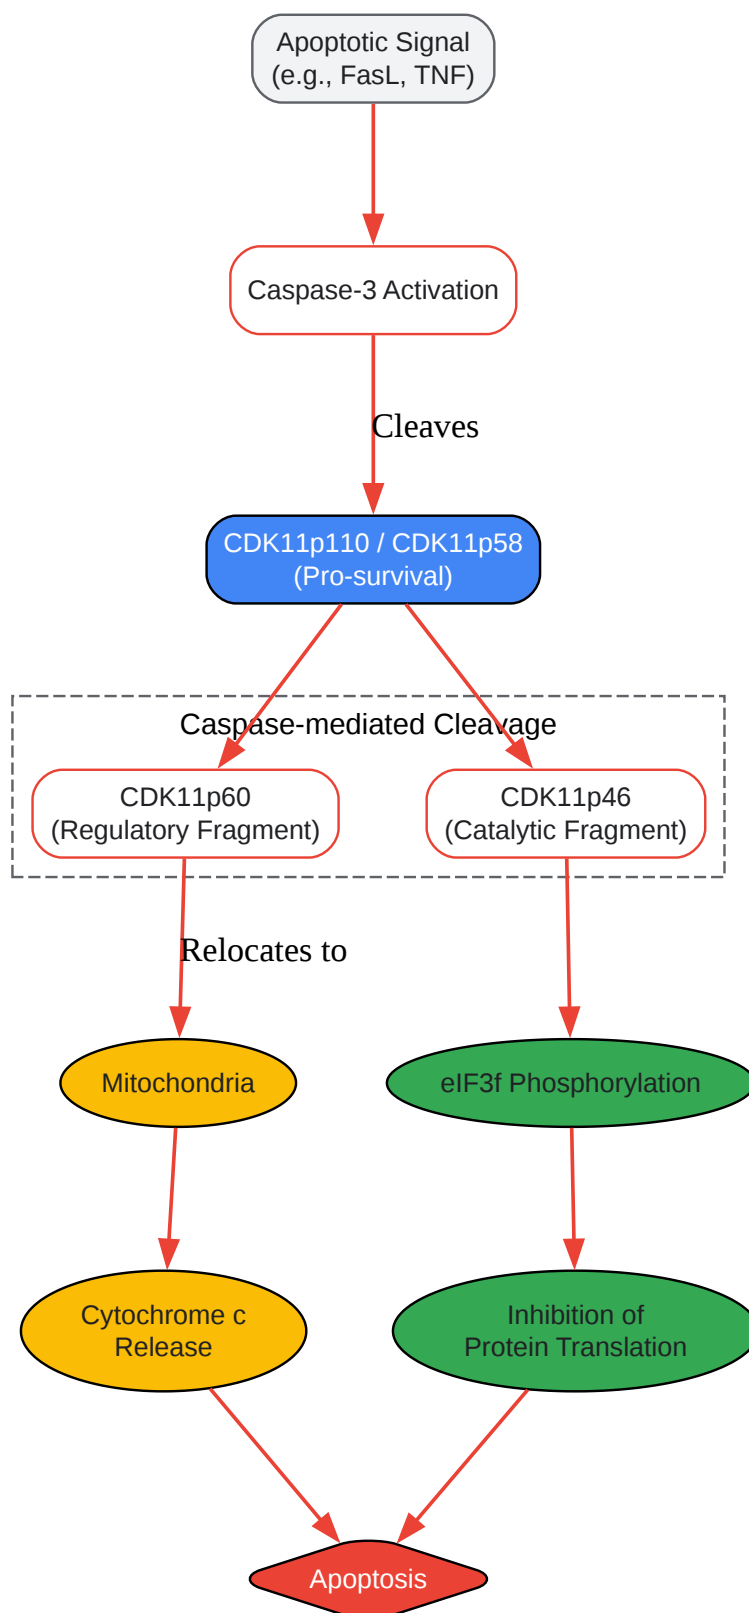 Apoptotic Signal
(e.g., FasL, TNF)
Caspase-3 Activation
Cleaves
CDK11p110 / CDK11p58
(Pro-survival)
Caspase-mediated Cleavage
CDK11p60
(Regulatory Fragment)
CDK11p46
(Catalytic Fragment)
Relocates to
Mitochondria
eIF3f Phosphorylation
Cytochrome c
Release
Inhibition of
Protein Translation
Apoptosis